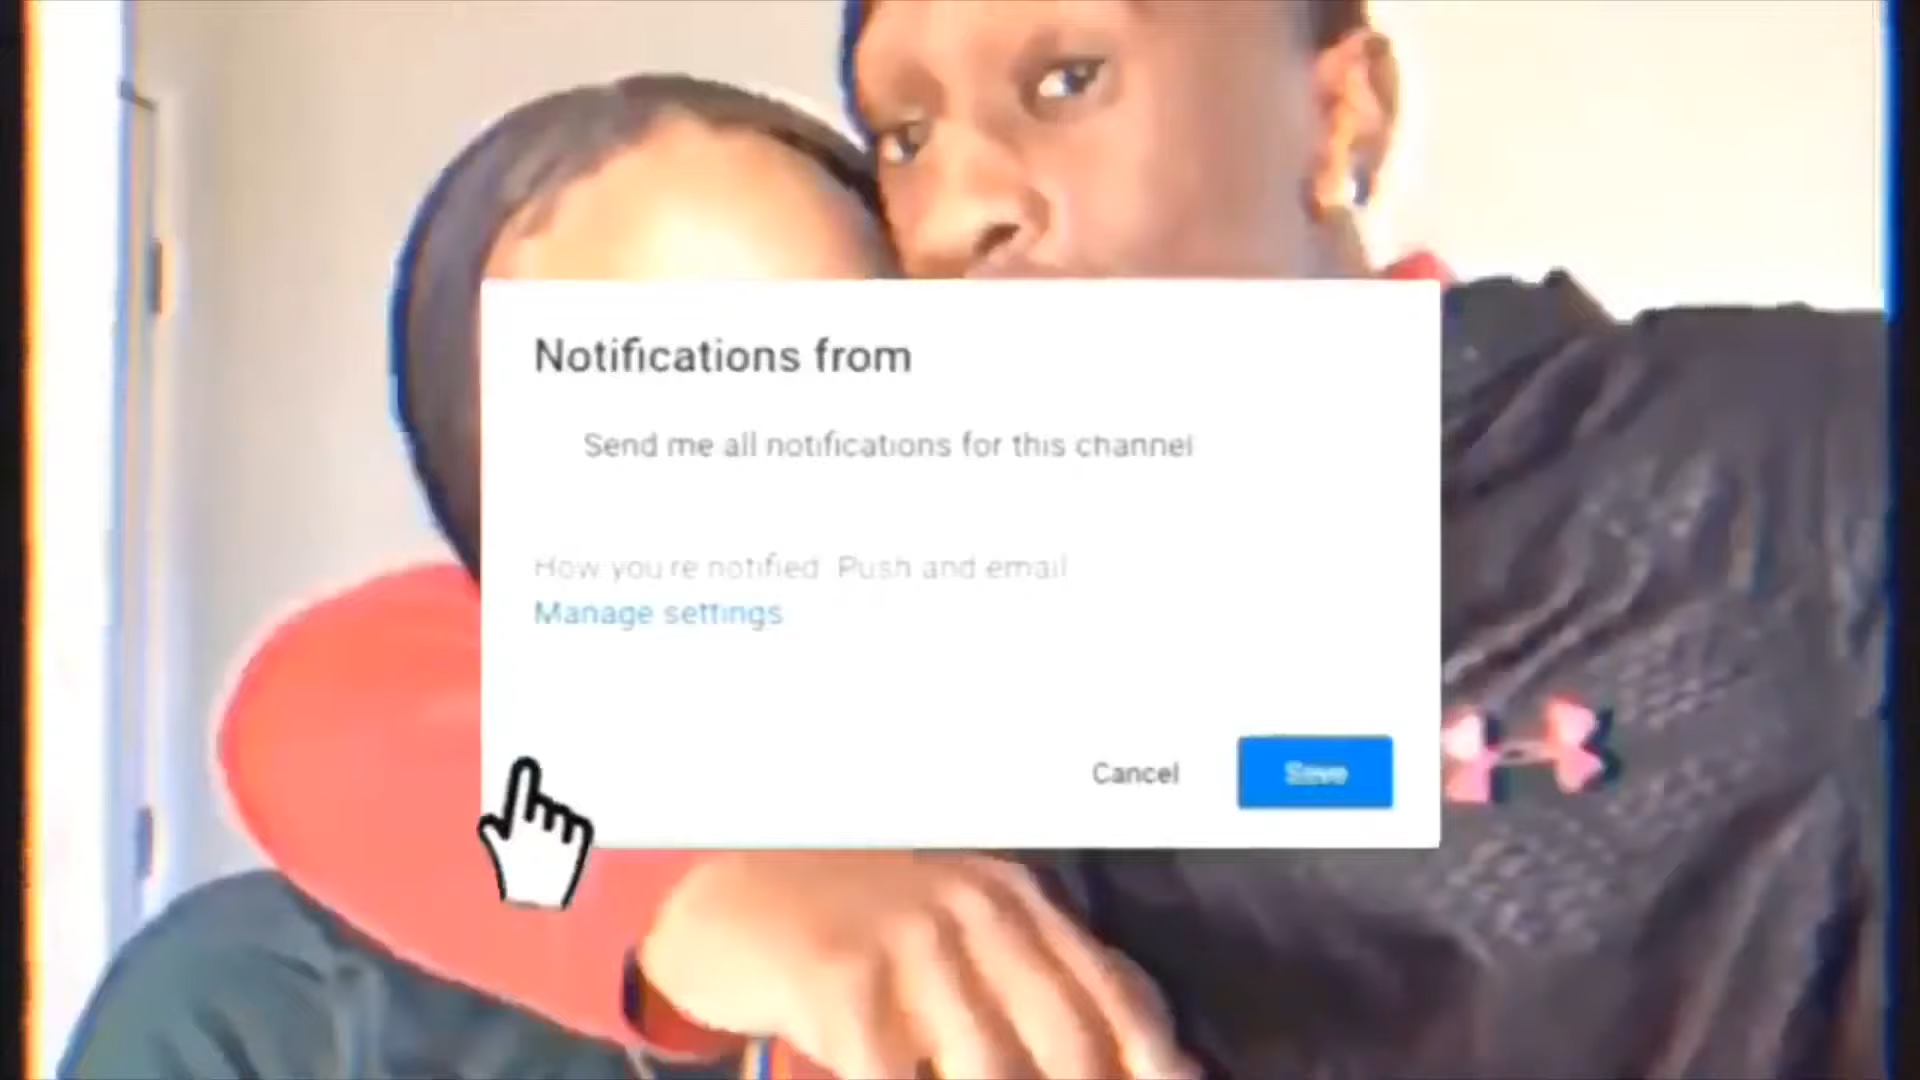 Notifications from
Send me all notifications for this channel
How you're notified: Push and email
Manage settings
Cancel
Save